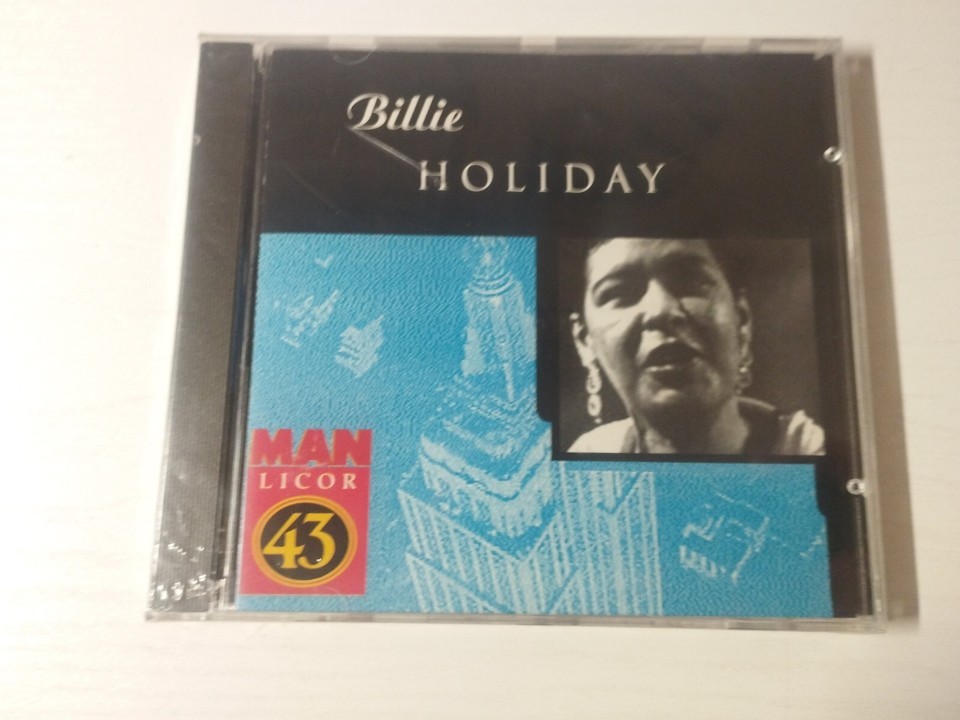 Billie
HOLIDAY
MAN
LICOR
43